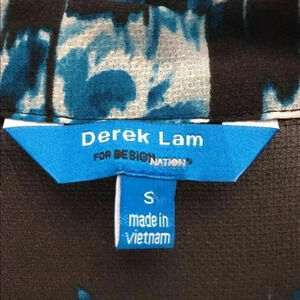 Derek Lam
FOR DESIGNATION®
S
made in
vietnam